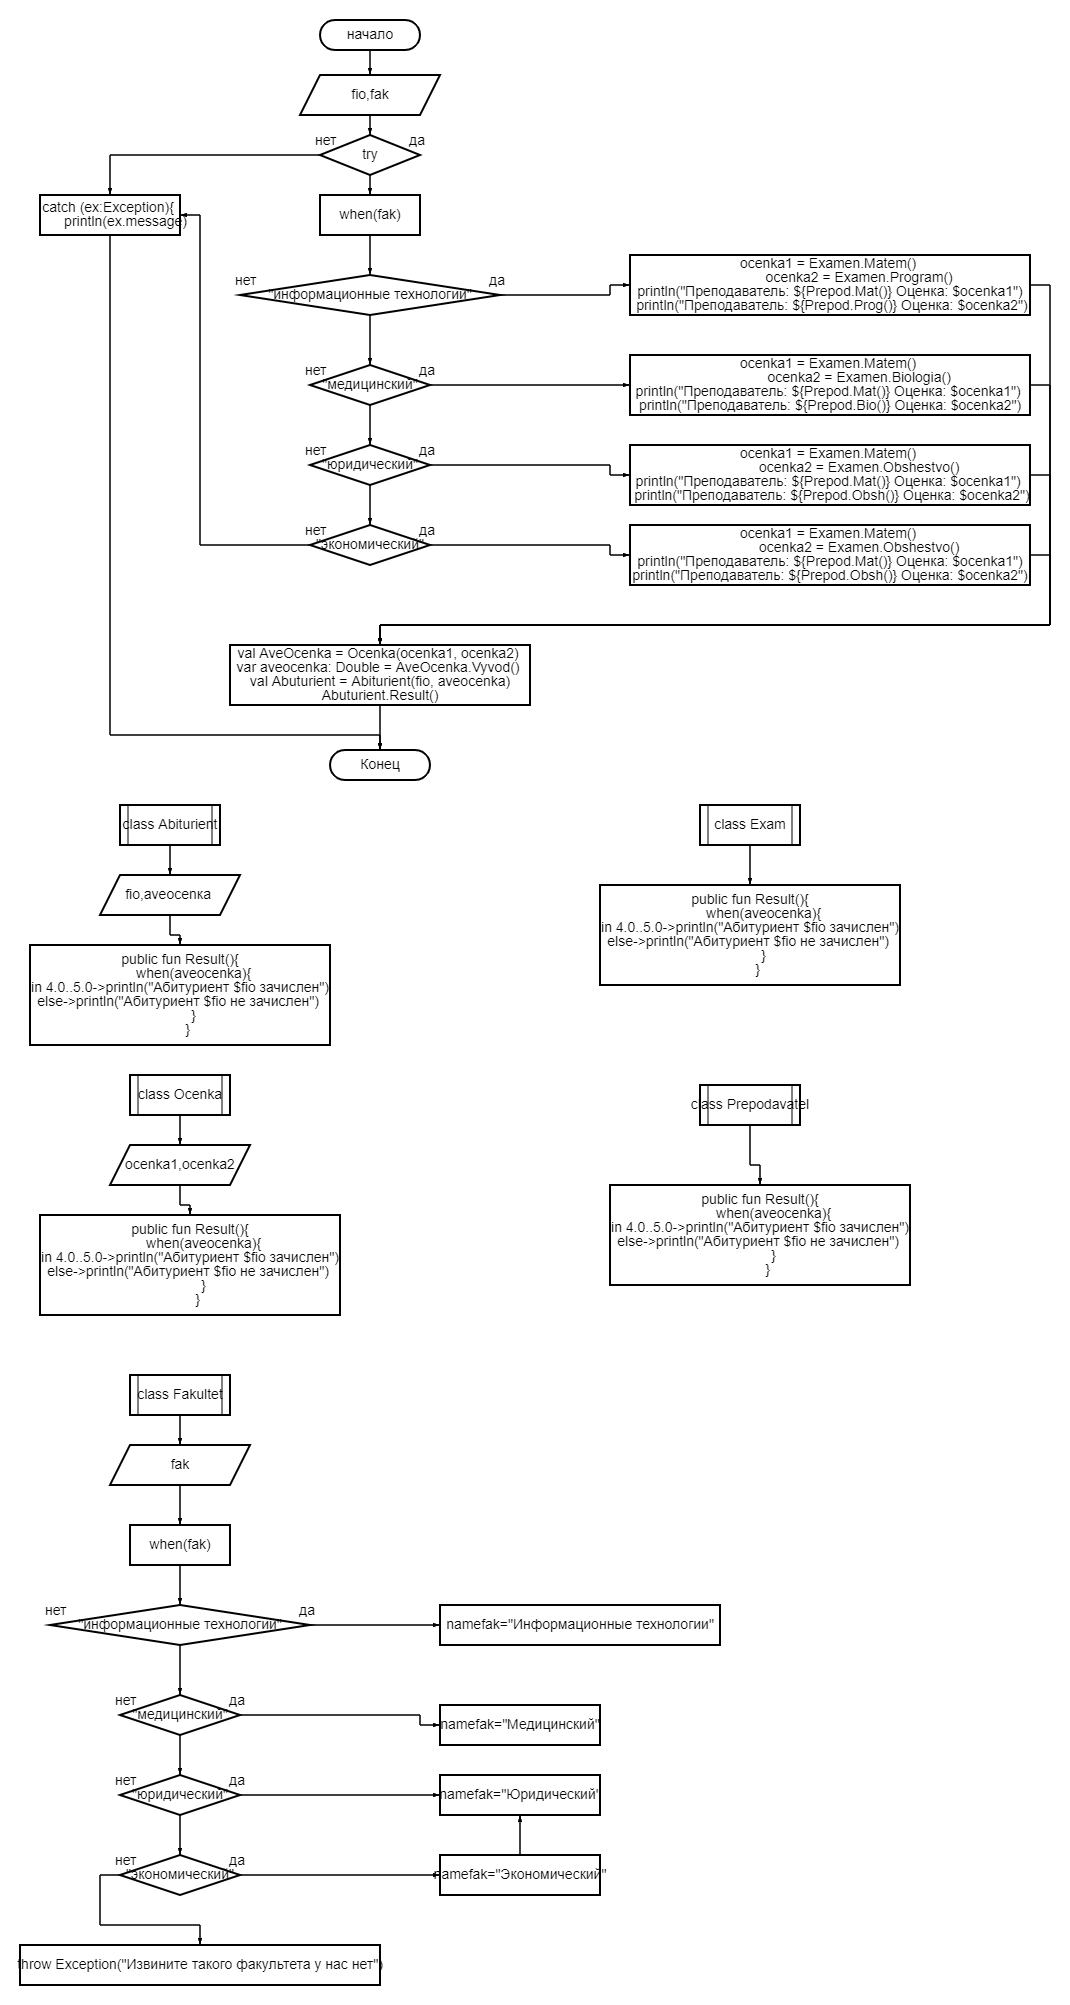 начало
fio,fak
нет
да
try
catch (ex:Exception){
println(ex.message)
when(fak)
нет
да
"информационные технологии"
ocenka1 = Examen.Matem()
ocenka2 = Examen.Program()
println("Преподаватель: ${Prepod.Mat()} Оценка: $ocenka1")
println("Преподаватель: ${Prepod.Prog()} Оценка: $ocenka2")
нет
да
"медицинский"
ocenka1 = Examen.Matem()
ocenka2 = Examen.Biologia()
println("Преподаватель: ${Prepod.Mat()} Оценка: $ocenka1")
println("Преподаватель: ${Prepod.Bio()} Оценка: $ocenka2")
нет
да
"юридический"
ocenka1 = Examen.Matem()
ocenka2 = Examen.Obshestvo()
println("Преподаватель: ${Prepod.Mat()} Оценка: $ocenka1")
println("Преподаватель: ${Prepod.Obsh()} Оценка: $ocenka2")
нет
да
"экономический"
ocenka1 = Examen.Matem()
ocenka2 = Examen.Obshestvo()
println("Преподаватель: ${Prepod.Mat()} Оценка: $ocenka1")
println("Преподаватель: ${Prepod.Obsh()} Оценка: $ocenka2")
val AveOcenka = Ocenka(ocenka1, ocenka2)
var aveocenka: Double = AveOcenka.Vyvod()
val Abuturient = Abiturient(fio, aveocenka)
Abuturient.Result()
Конец
class Abiturient
fio,aveocenка
public fun Result(){
when(aveocenka){
in 4.0..5.0->println("Абитуриент $fio зачислен")
else->println("Абитуриент $fio не зачислен")
}
}
class Exam
public fun Result(){
when(aveocenka){
in 4.0..5.0->println("Абитуриент $fio зачислен")
else->println("Абитуриент $fio не зачислен")
}
}
class Ocenka
ocenka1,ocenka2
public fun Result(){
when(aveocenka){
in 4.0..5.0->println("Абитуриент $fio зачислен")
else->println("Абитуриент $fio не зачислен")
}
}
class Prepodavatel
public fun Result(){
when(aveocenka){
in 4.0..5.0->println("Абитуриент $fio зачислен")
else->println("Абитуриент $fio не зачислен")
}
}
class Fakultet
fak
when(fak)
нет
да
"информационные технологии"
namefak="Информационные технологии"
нет
да
"медицинский"
namefak="Медицинский"
нет
да
"юридический"
namefak="Юридический"
нет
да
"экономический"
namefak="Экономический"
throw Exception("Извините такого факультета у нас нет")